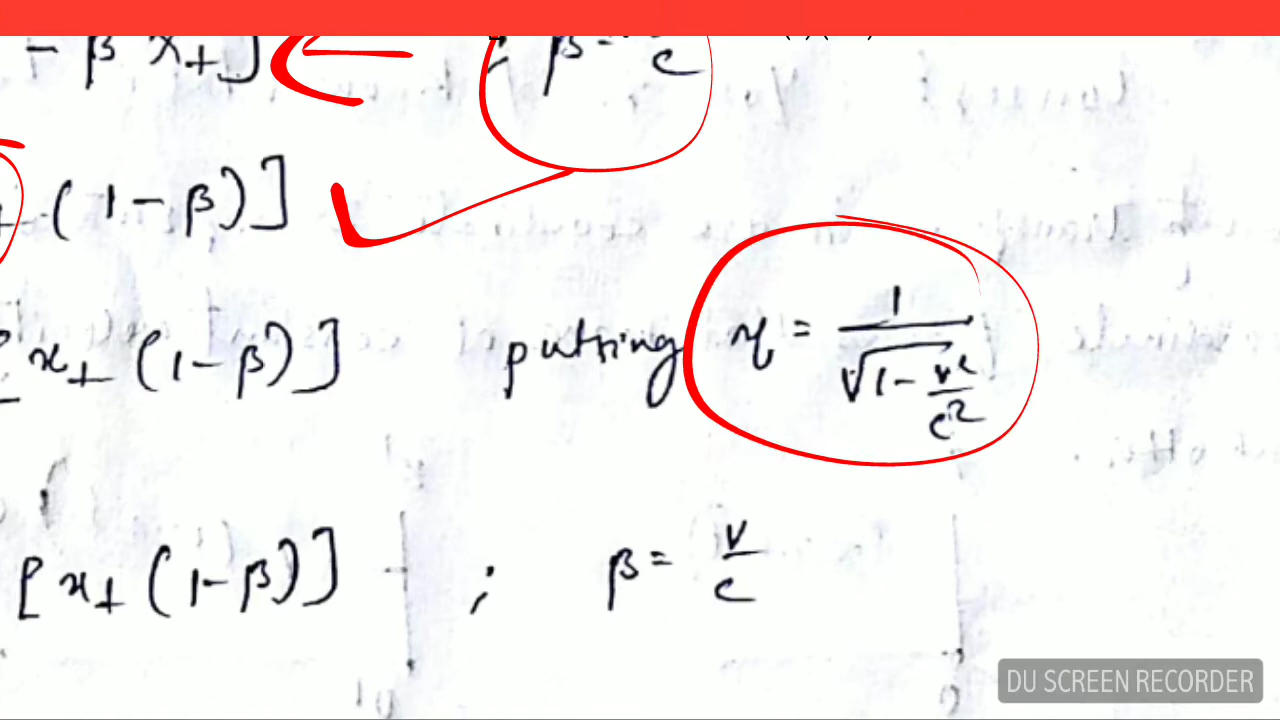 - β x₊] β = v/c
(1 - β)]
[x₊ (1-β)] putting γ = 1/√(1 - v²/c²)
[x₊ (1-β)] ; β = v/c
DU SCREEN RECORDER